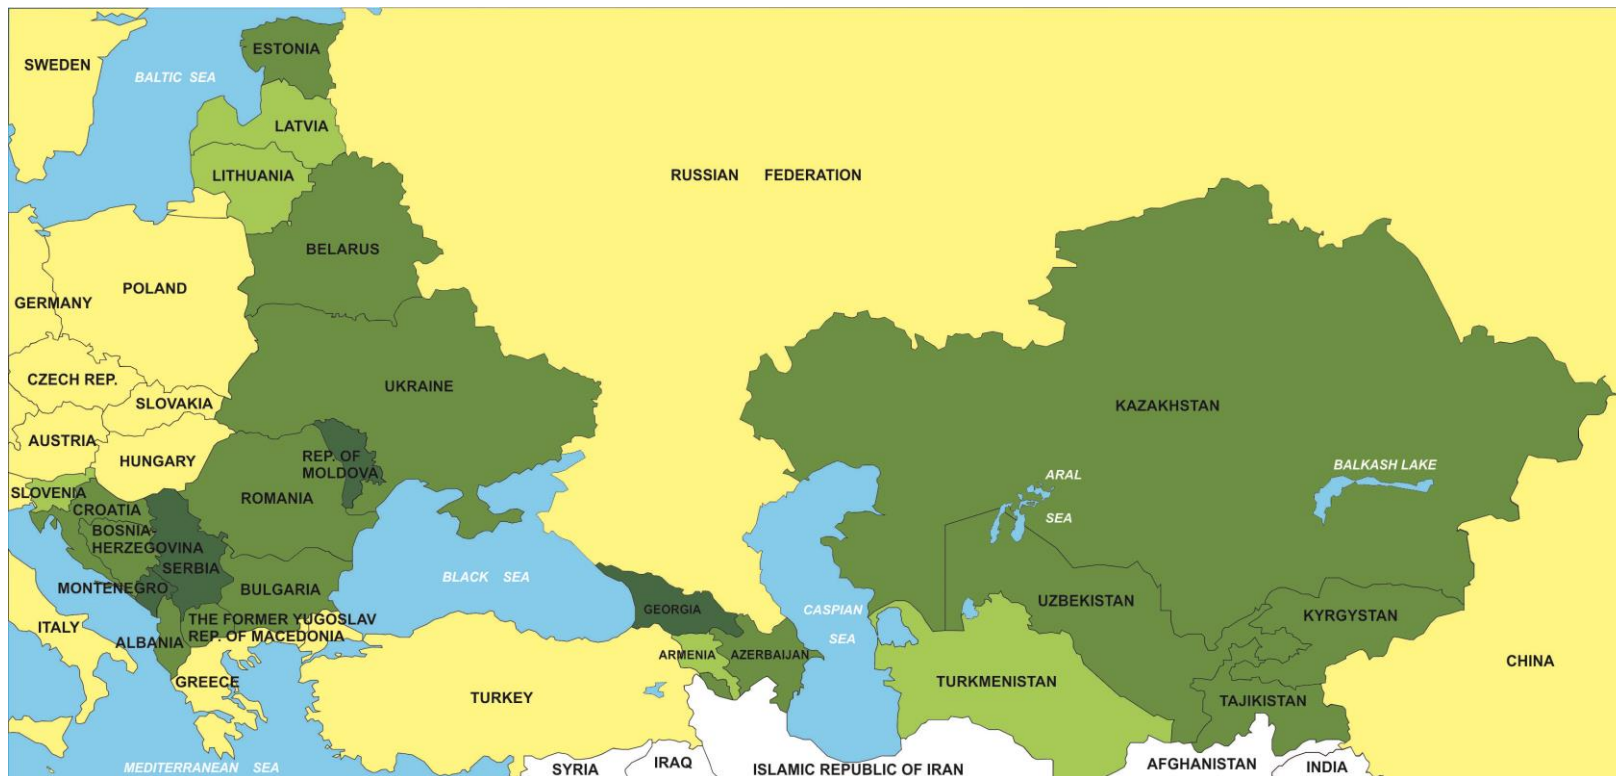 ESTONIA
SWEDEN
BALTIC SEA
LATVIA
LITHUANIA
RUSSIAN FEDERATION
BELARUS
POLAND
GERMANY
CZECH REP.
UKRAINE
SLOVAKIA
KAZAKHSTAN
AUSTRIA
HUNGARY
REP. OF
MOLDOVA
BALKASH LAKE
ARAL
SEA
SLOVENIA
ROMANIA
CROATIA
BOSNIA-
HERZEGOVINA
SERBIA
BLACK SEA
MONTENEGRO
BULGARIA
GEORGIA
CASPIAN
SEA
UZBEKISTAN
KYRGYSTAN
THE FORMER YUGOSLAV
REP. OF MACEDONIA
ITALY
ALBANIA
ARMENIA
AZERBAIJAN
CHINA
GREECE
TURKEY
TURKMENISTAN
TAJIKISTAN
MEDITERRANEAN SEA
SYRIA
IRAQ
ISLAMIC REPUBLIC OF IRAN
AFGHANISTAN
INDIA